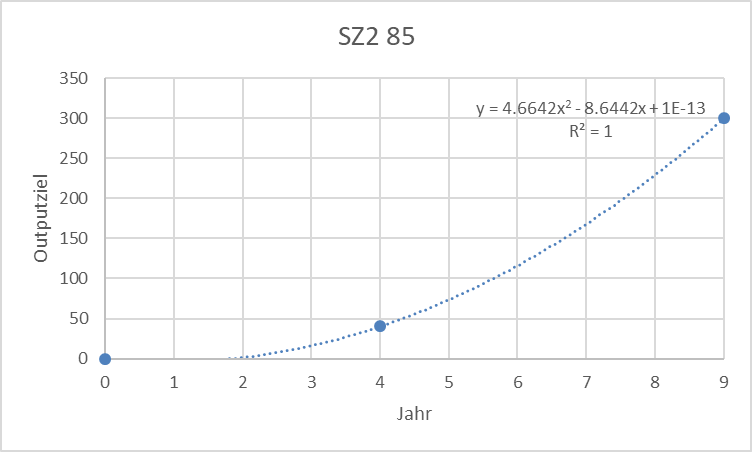 SZ2 85
350
300
250
200
150
100
50
0
Outputziel
y = 4.6642x² - 8.6442x + 1E-13
R² = 1
0 1 2 3 4 5 6 7 8 9
Jahr